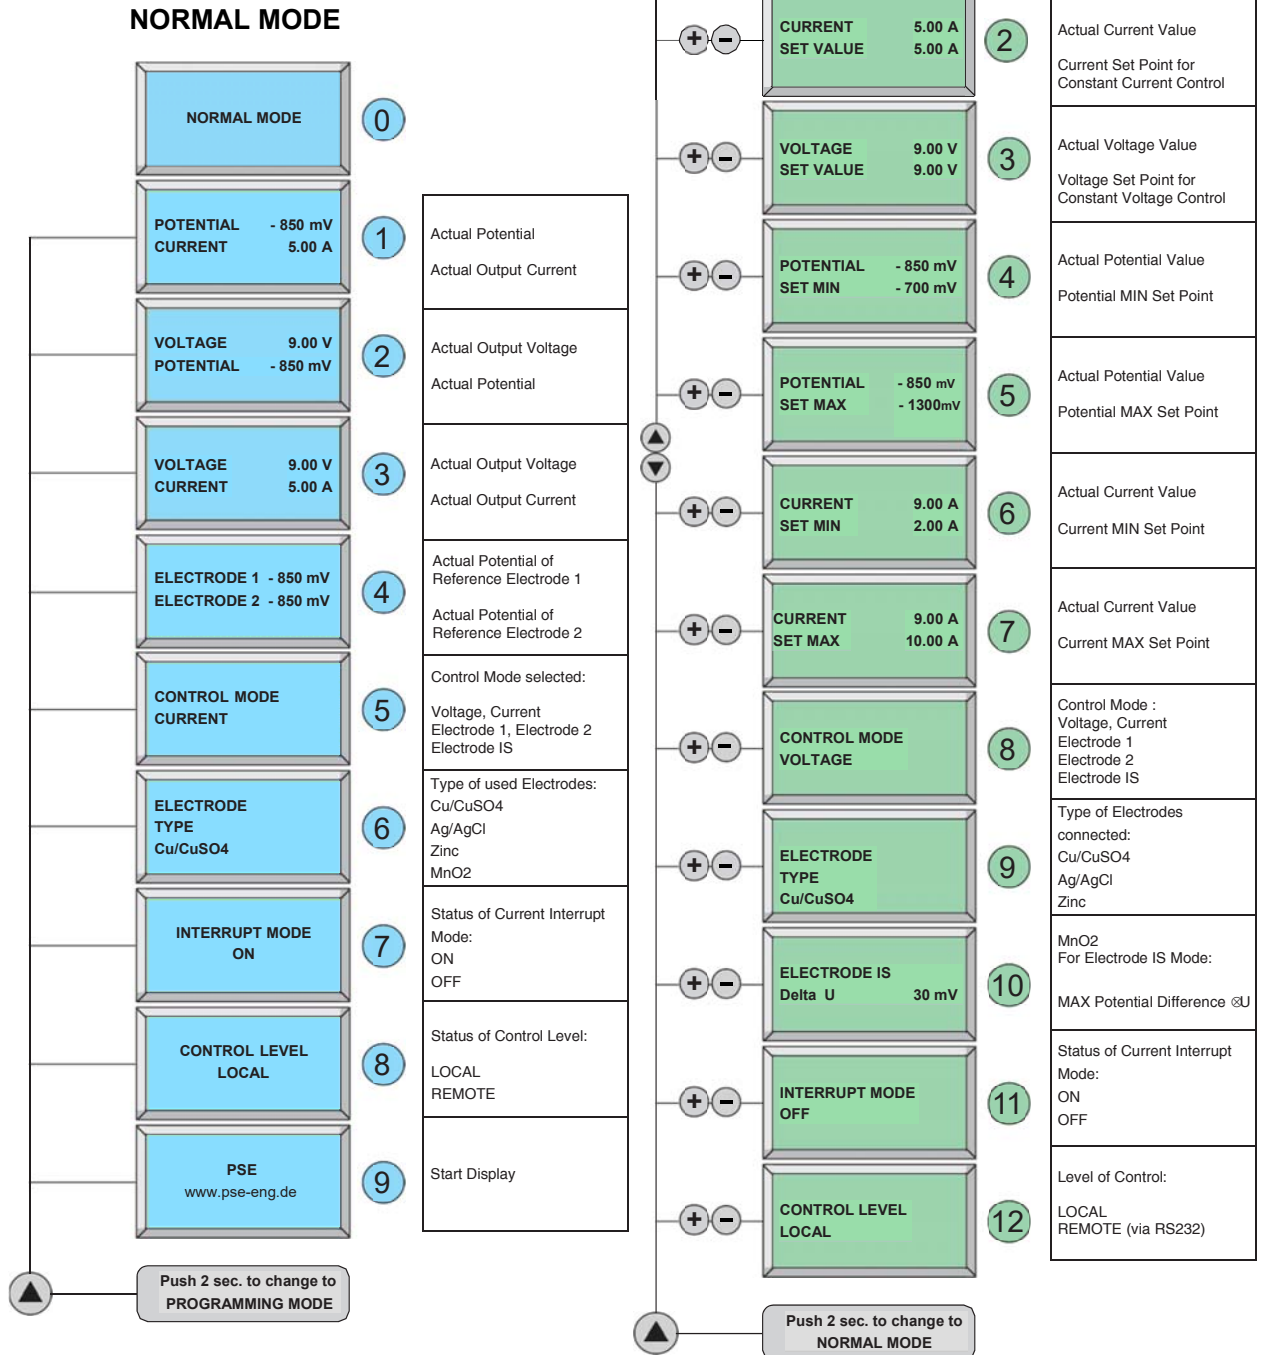 NORMAL MODE
NORMAL MODE
0
POTENTIAL - 850 mV
CURRENT 5.00 A
1
Actual Potential
Actual Output Current
VOLTAGE 9.00 V
POTENTIAL - 850 mV
2
Actual Output Voltage
Actual Potential
VOLTAGE 9.00 V
CURRENT 5.00 A
3
Actual Output Voltage
Actual Output Current
ELECTRODE 1 - 850 mV
ELECTRODE 2 - 850 mV
4
Actual Potential of
Reference Electrode 1
Actual Potential of
Reference Electrode 2
CONTROL MODE
CURRENT
5
Control Mode selected:
Voltage, Current
Electrode 1, Electrode 2
Electrode IS
ELECTRODE
TYPE
Cu/CuSO4
6
Type of used Electrodes:
Cu/CuSO4
Ag/AgCl
Zinc
MnO2
INTERRUPT MODE
ON
7
Status of Current Interrupt
Mode:
ON
OFF
CONTROL LEVEL
LOCAL
8
Status of Control Level:
LOCAL
REMOTE
PSE
www.pse-eng.de
9
Start Display
Push 2 sec. to change to
PROGRAMMING MODE
CURRENT 5.00 A
SET VALUE 5.00 A
2
Actual Current Value
Current Set Point for
Constant Current Control
VOLTAGE 9.00 V
SET VALUE 9.00 V
3
Actual Voltage Value
Voltage Set Point for
Constant Voltage Control
POTENTIAL - 850 mV
SET MIN - 700 mV
4
Actual Potential Value
Potential MIN Set Point
POTENTIAL - 850 mV
SET MAX - 1300mV
5
Actual Potential Value
Potential MAX Set Point
CURRENT 9.00 A
SET MIN 2.00 A
6
Actual Current Value
Current MIN Set Point
CURRENT 9.00 A
SET MAX 10.00 A
7
Actual Current Value
Current MAX Set Point
CONTROL MODE
VOLTAGE
8
Control Mode :
Voltage, Current
Electrode 1
Electrode 2
Electrode IS
ELECTRODE
TYPE
Cu/CuSO4
9
Type of Electrodes
connected:
Cu/CuSO4
Ag/AgCl
Zinc
ELECTRODE IS
Delta U 30 mV
10
MnO2
For Electrode IS Mode:
MAX Potential Difference ⊗U
INTERRUPT MODE
OFF
11
Status of Current Interrupt
Mode:
ON
OFF
CONTROL LEVEL
LOCAL
12
Level of Control:
LOCAL
REMOTE (via RS232)
Push 2 sec. to change to
NORMAL MODE